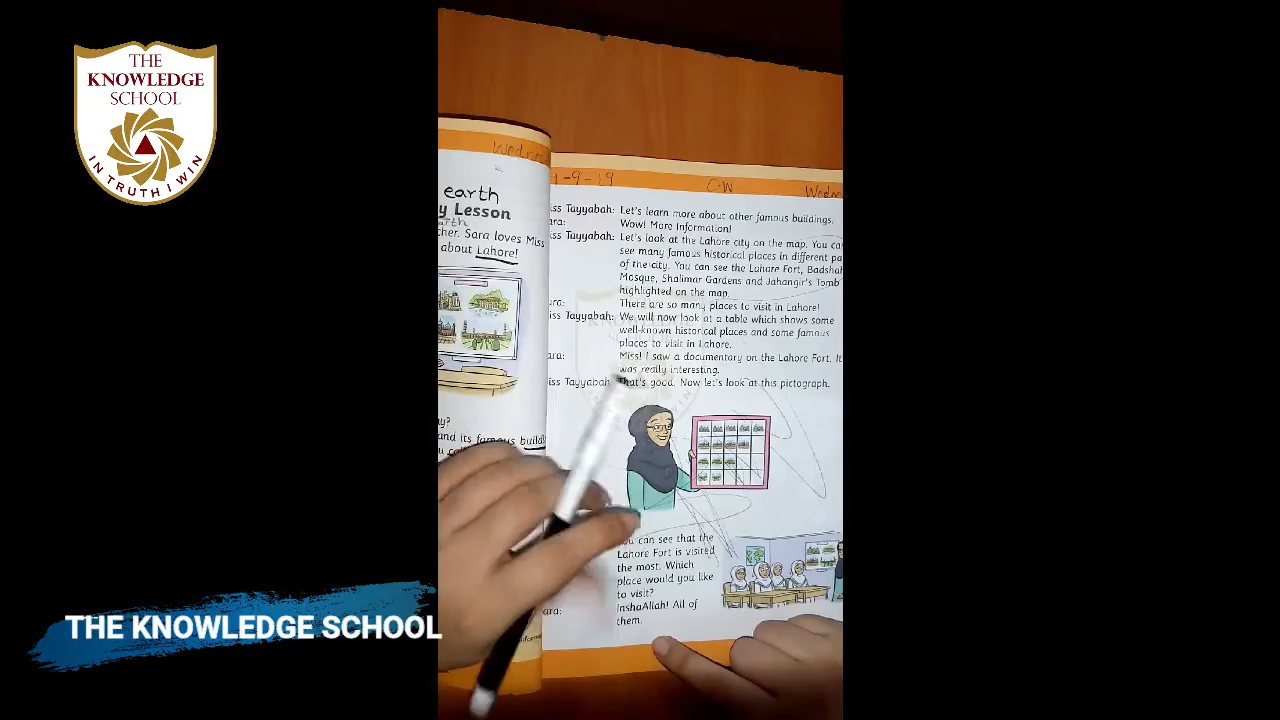 THE
KNOWLEDGE
SCHOOL
IN TRUTH I WIN
earth
y Lesson
cher. Sara loves Miss
about Lahore!
and its famous build
1-9-19 C.W
iss Tayyabah: Let's learn more about other famous buildings.
ara: Wow! More Information!
iss Tayyabah: Let's look at the Lahore city on the map. You can
see many famous historical places in different pa
of the city. You can see the Lahore Fort, Badshah
Mosque, Shalimar Gardens and Jahangir's Tomb
highlighted on the map.
ara: There are so many places to visit in Lahore!
iss Tayyabah: We will now look at a table which shows some
well-known historical places and some famous
places to visit in Lahore.
ara: Miss! I saw a documentary on the Lahore Fort. It
was really interesting.
iss Tayyabah: That's good. Now let's look at this pictograph.
You can see that the
Lahore Fort is visited
the most. Which
place would you like
to visit?
ara: InshaAllah! All of
them.
THE KNOWLEDGE SCHOOL